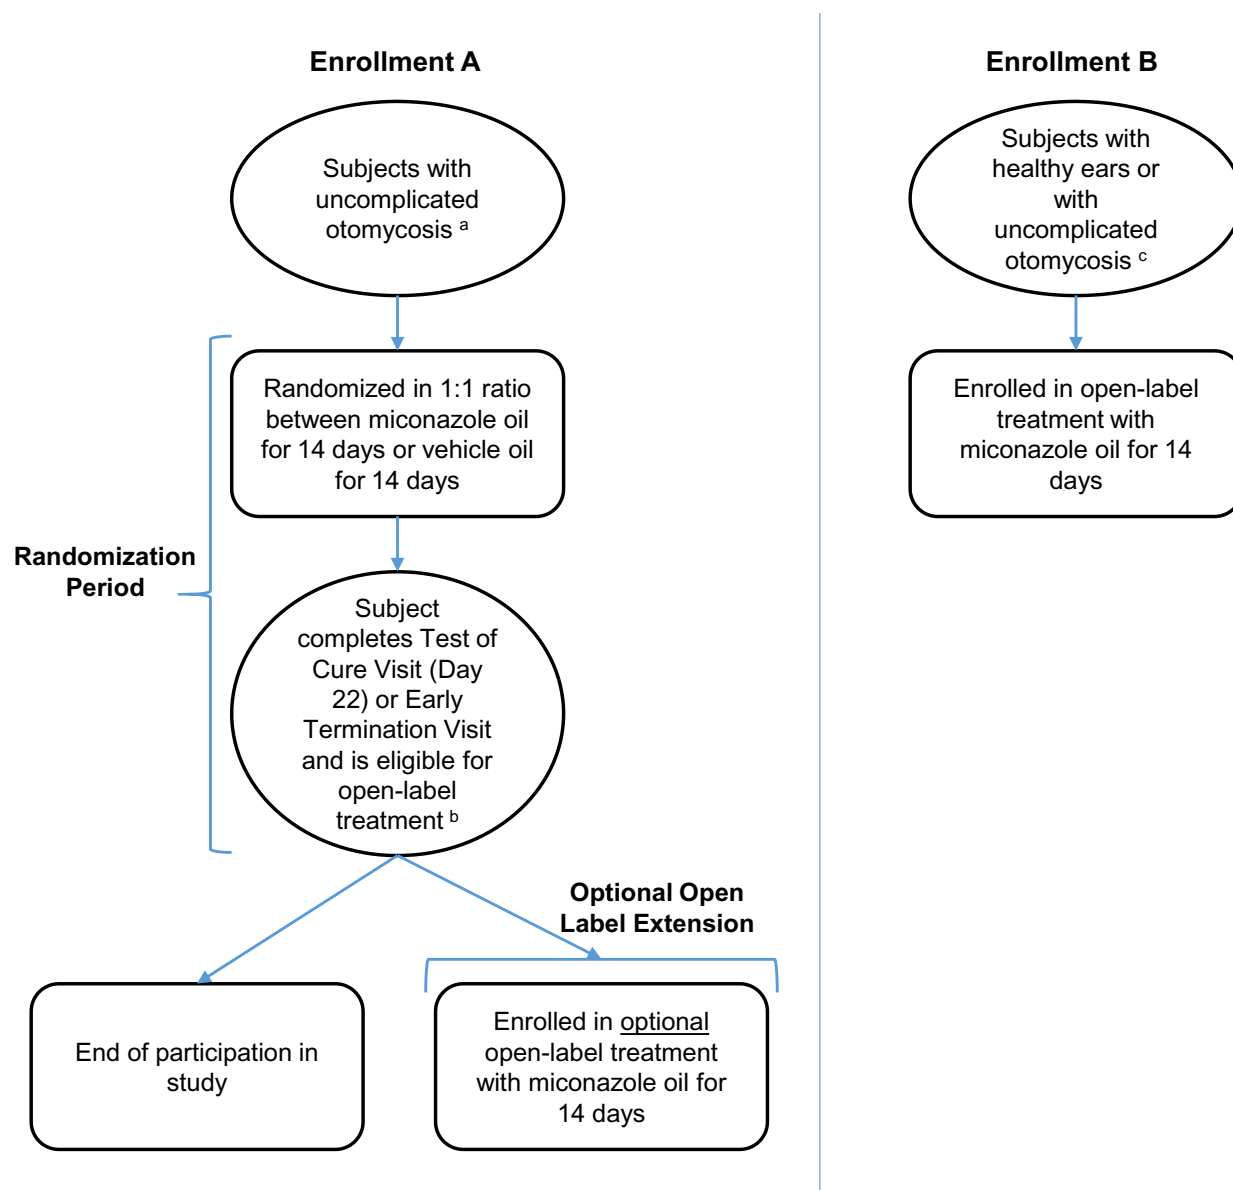 Enrollment A
Subjects with
uncomplicated
otomycosis a
Randomized in 1:1 ratio
between miconazole oil
for 14 days or vehicle oil
for 14 days
Randomization
Period
Subject
completes Test of
Cure Visit (Day
22) or Early
Termination Visit
and is eligible for
open-label
treatment b
Optional Open
Label Extension
End of participation in
study
Enrolled in optional
open-label treatment
with miconazole oil for
14 days
Enrollment B
Subjects with
healthy ears or
with
uncomplicated
otomycosis c
Enrolled in open-label
treatment with
miconazole oil for 14
days